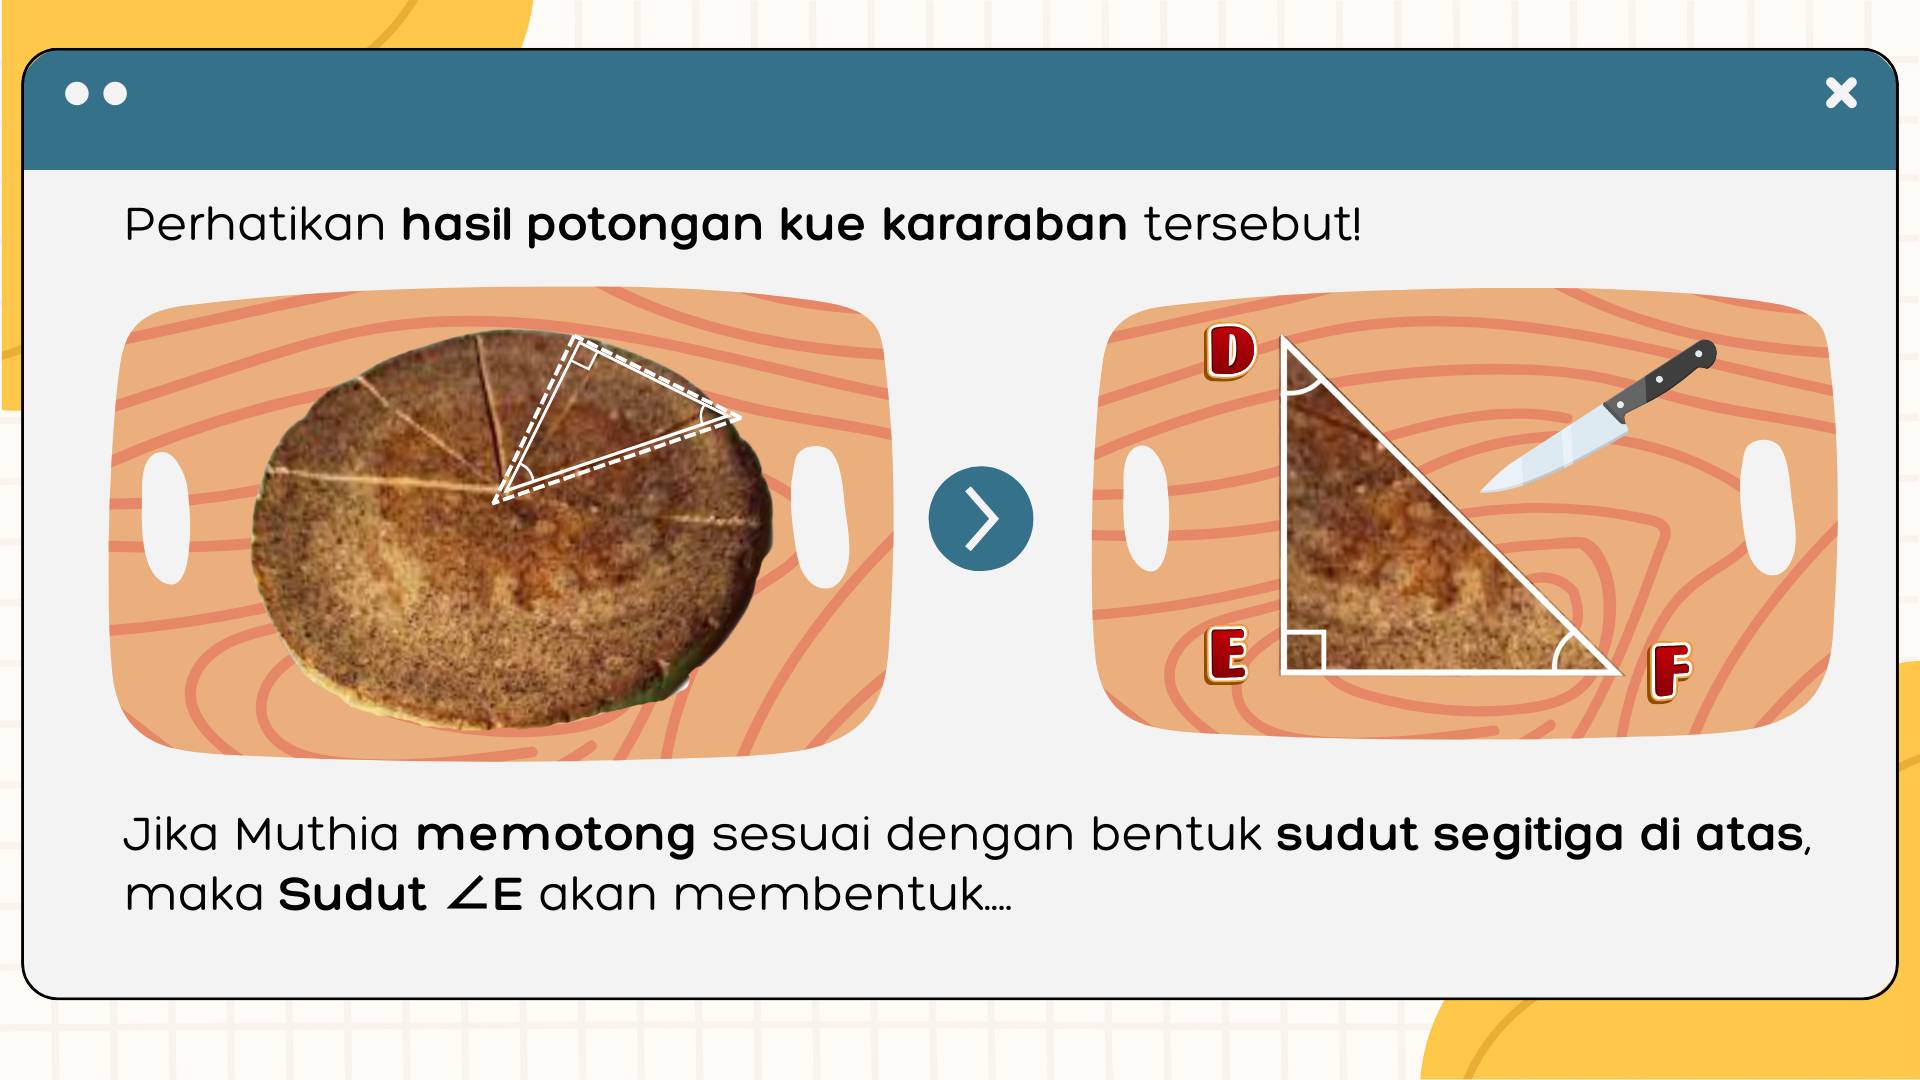 Perhatikan hasil potongan kue kararaban tersebut!
D
E
F
Jika Muthia memotong sesuai dengan bentuk sudut segitiga di atas,
maka Sudut ∠E akan membentuk....